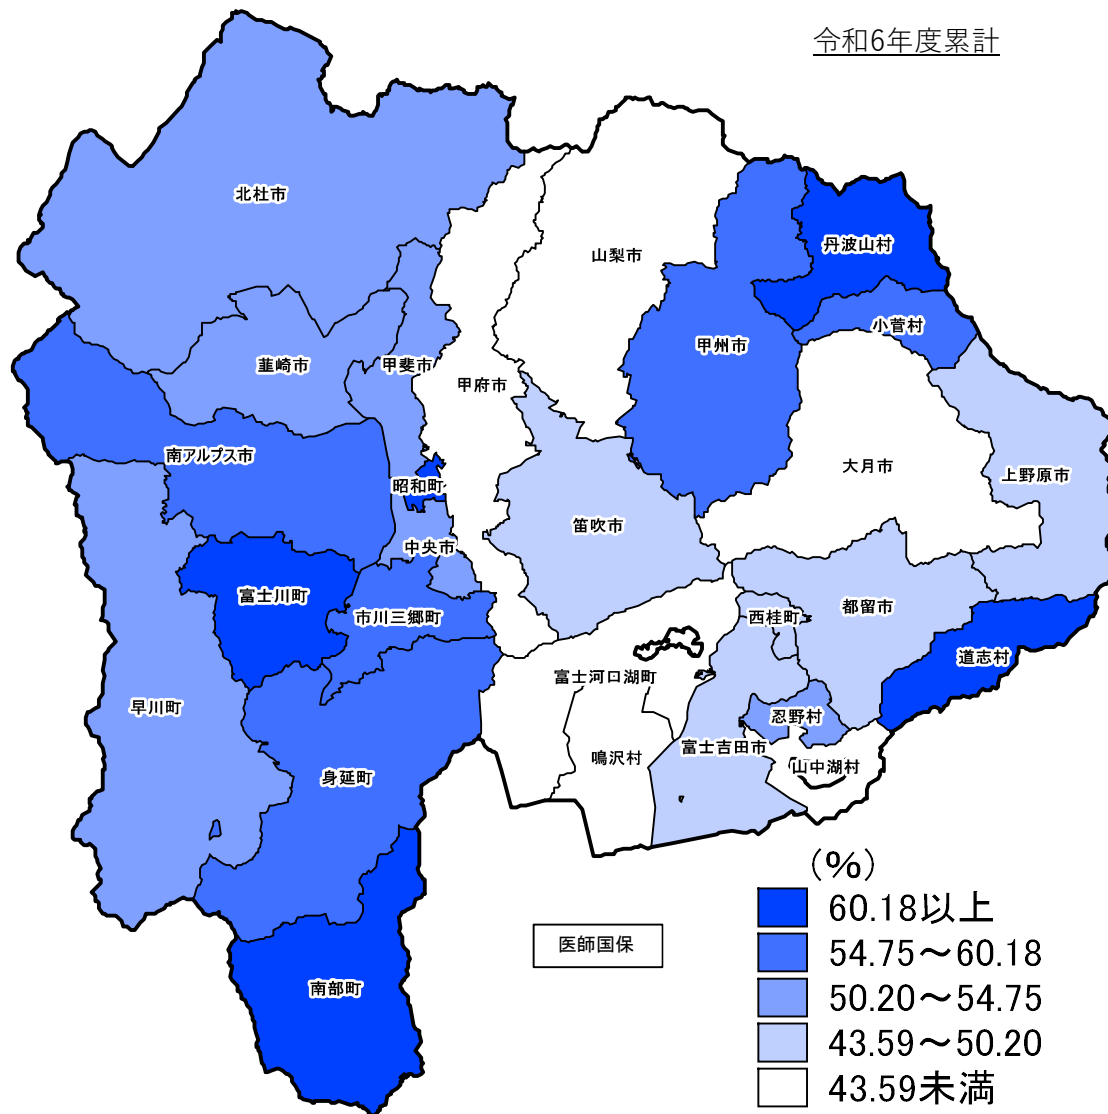 令和6年度累計
北杜市
山梨市
丹波山村
小菅村
甲州市
韮崎市
甲斐市
甲府市
南アルプス市
大月市
上野原市
昭和町
笛吹市
中央市
富士川町
市川三郷町
西桂町
都留市
道志村
富士河口湖町
早川町
忍野村
富士吉田市
鳴沢村
山中湖村
身延町
医師国保
南部町
(%)
60.18以上
54.75～60.18
50.20～54.75
43.59～50.20
43.59未満